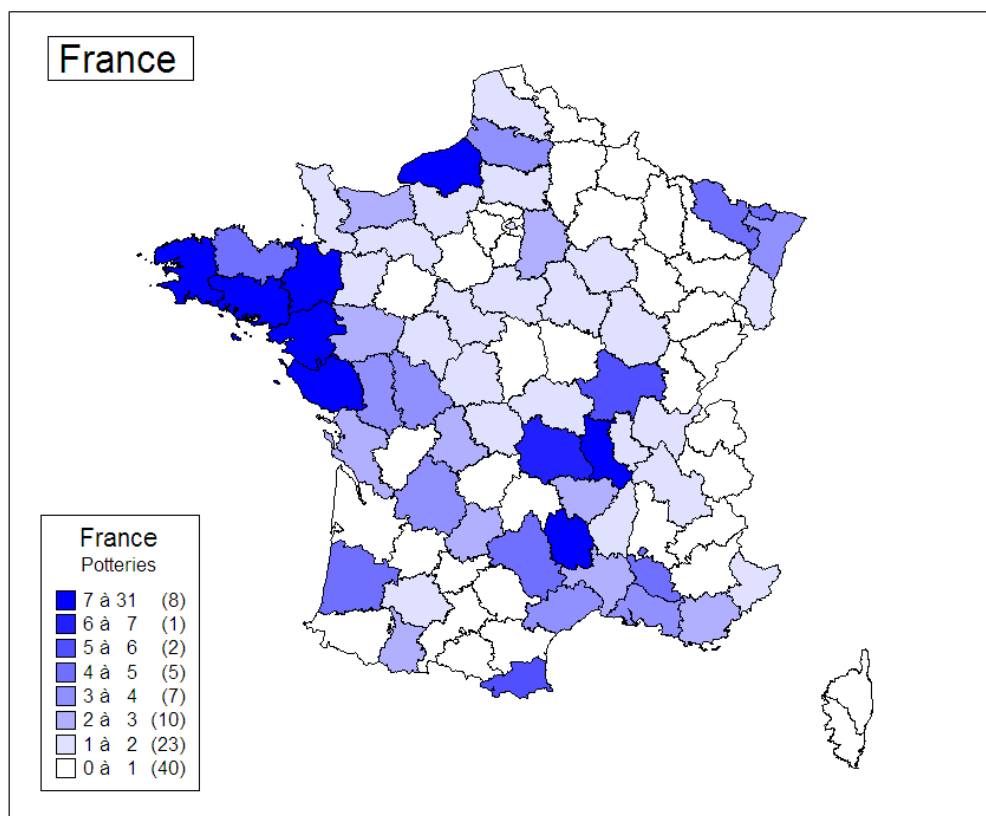 France
France
Potteries
7 à 31 (8)
6 à 7 (1)
5 à 6 (2)
4 à 5 (5)
3 à 4 (7)
2 à 3 (10)
1 à 2 (23)
0 à 1 (40)